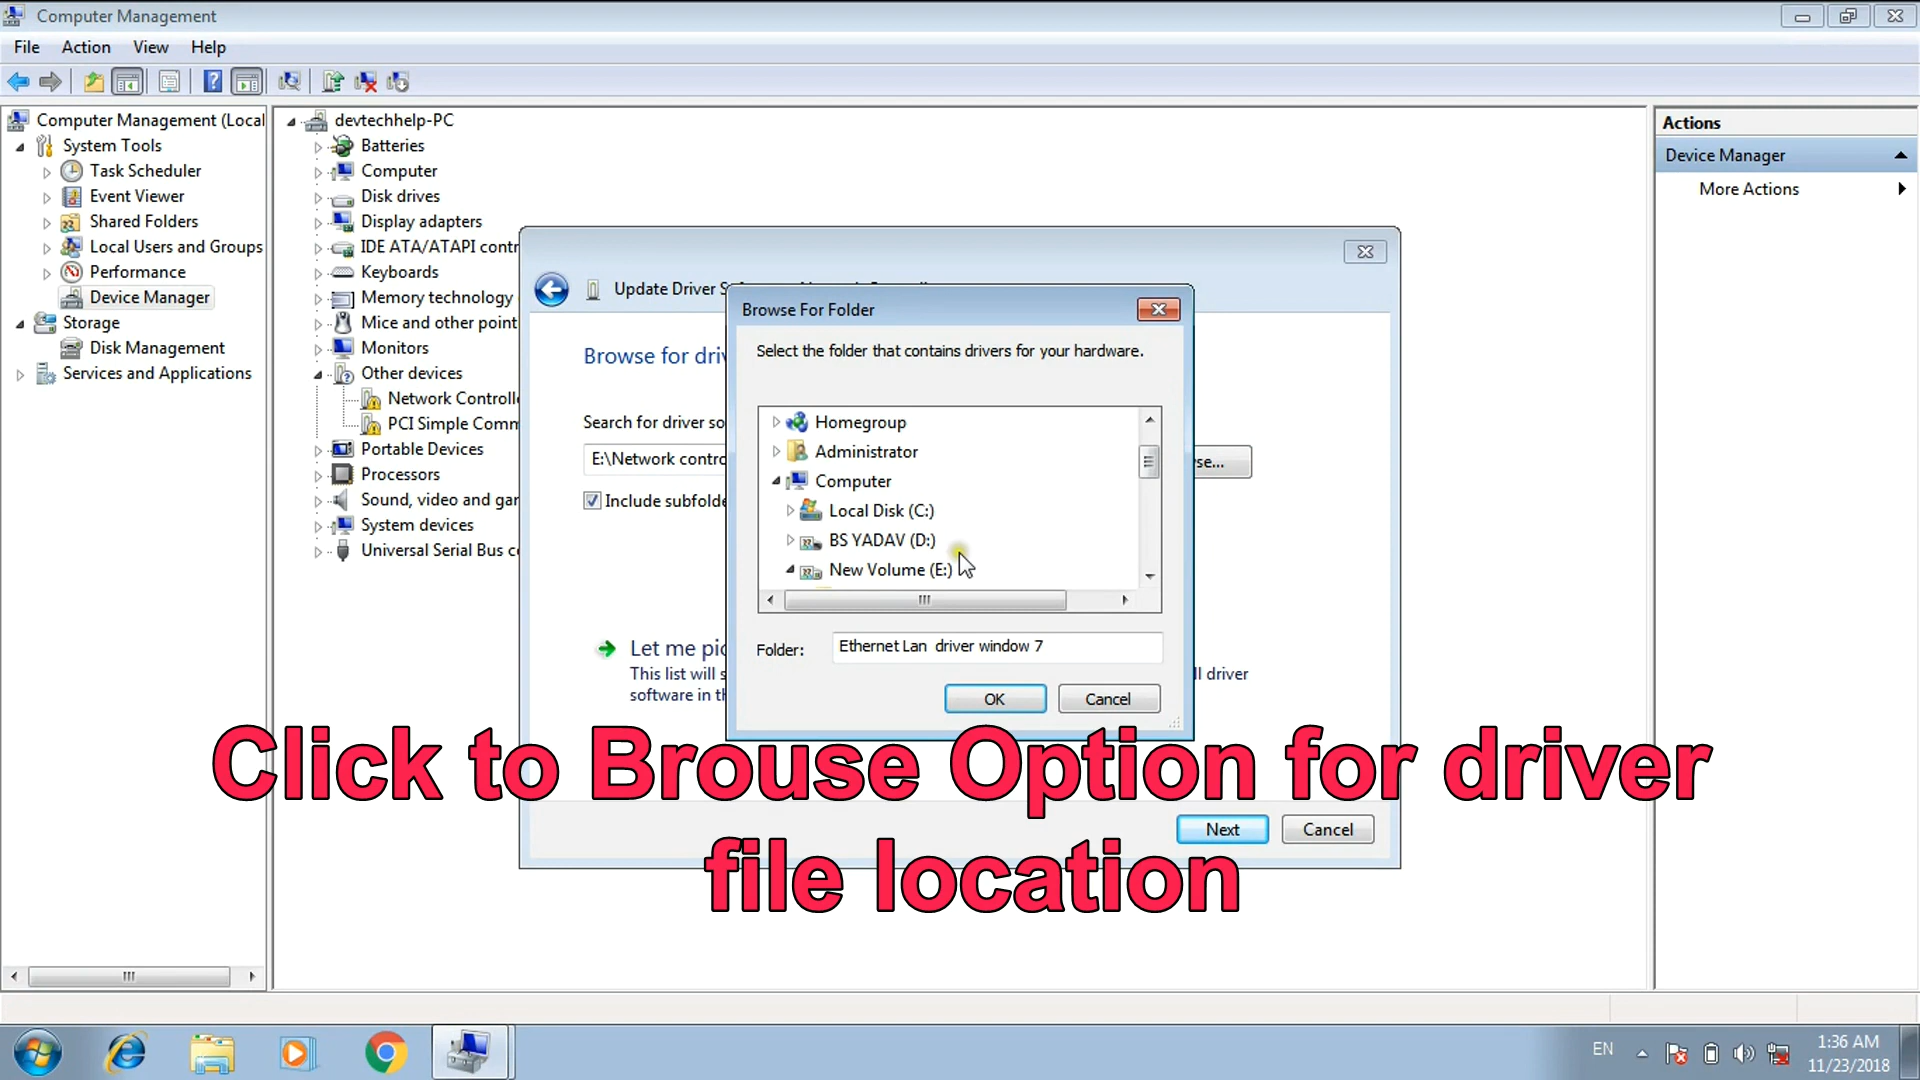 Computer Management
File Action View Help
Computer Management (Local
System Tools
Task Scheduler
Event Viewer
Shared Folders
Local Users and Groups
Performance
Device Manager
Storage
Disk Management
Services and Applications
devtechhelp-PC
Batteries
Computer
Disk drives
Display adapters
IDE ATA/ATAPI contr
Keyboards
Memory technology
Mice and other point
Monitors
Other devices
Network Controlle
PCI Simple Comm
Portable Devices
Processors
Sound, video and gar
System devices
Universal Serial Bus c
Actions
Device Manager
More Actions
Update Driver S
Browse for driv
Search for driver so
E:\Network contro
se...
Include subfolde
Let me pic
This list will s
ll driver
software in th
Next Cancel
Browse For Folder
Select the folder that contains drivers for your hardware.
Homegroup
Administrator
Computer
Local Disk (C:)
BS YADAV (D:)
New Volume (E:)
Folder: Ethernet Lan driver window 7
OK Cancel
Click to Brouse Option for driver
file location
EN
1:36 AM
11/23/2018